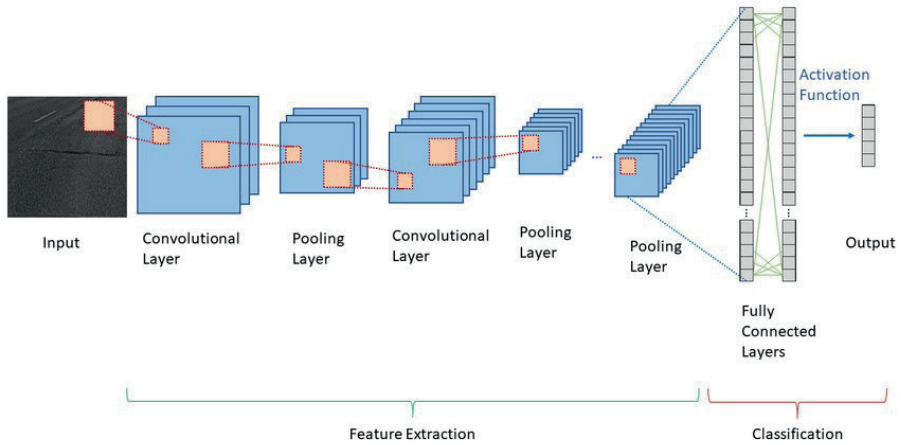 Activation
Function
...
Input
Convolutional
Layer
Pooling
Layer
Convolutional
Layer
Pooling
Layer
Pooling
Layer
Output
Fully
Connected
Layers
Feature Extraction
Classification